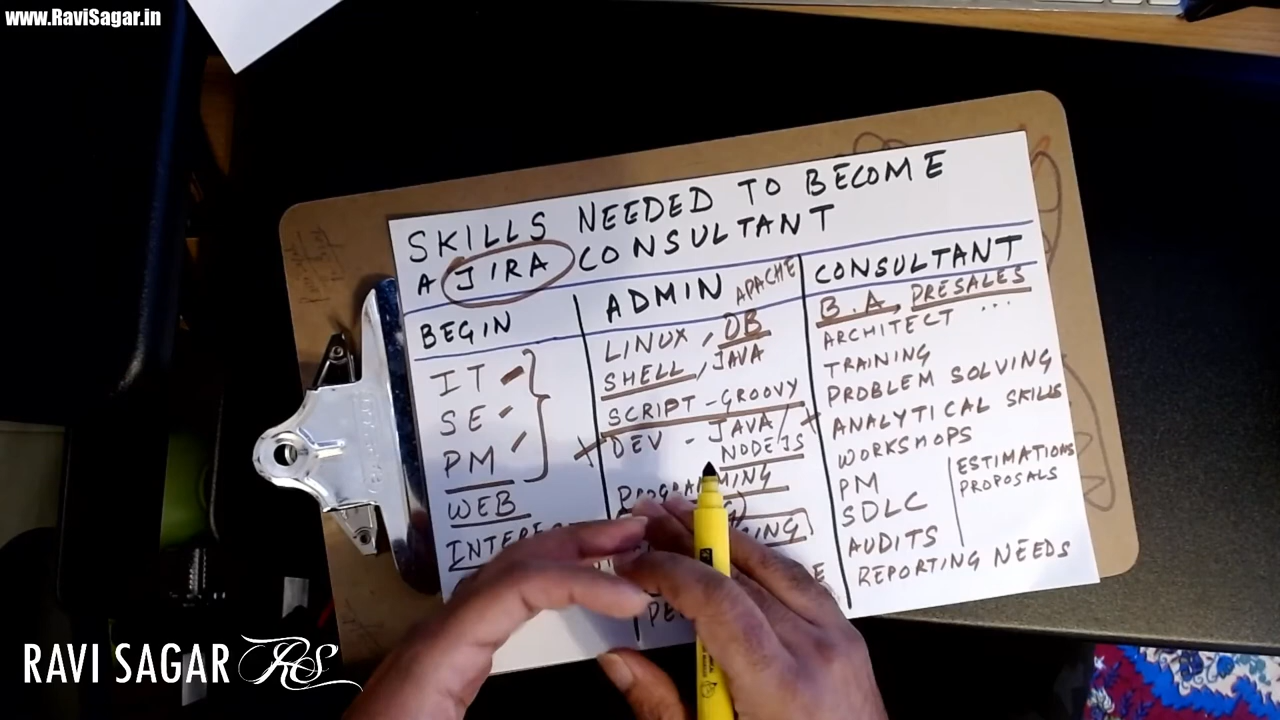 www.RaviSagar.in
SKILLS NEEDED TO BECOME
A JIRA CONSULTANT
BEGIN
IT
SE
PM
WEB
ADMIN APACHE
LINUX, DB
SHELL, JAVA
SCRIPT - GROOVY
DEV - JAVA/
NODEJS
CONSULTANT
B.A, PRESALES
ARCHITECT ...
TRAINING
PROBLEM SOLVING
ANALYTICAL SKILLS
WORKSHOPS
PM
SDLC
AUDITS
ESTIMATIONS
PROPOSALS
REPORTING NEEDS
RAVI SAGAR RS